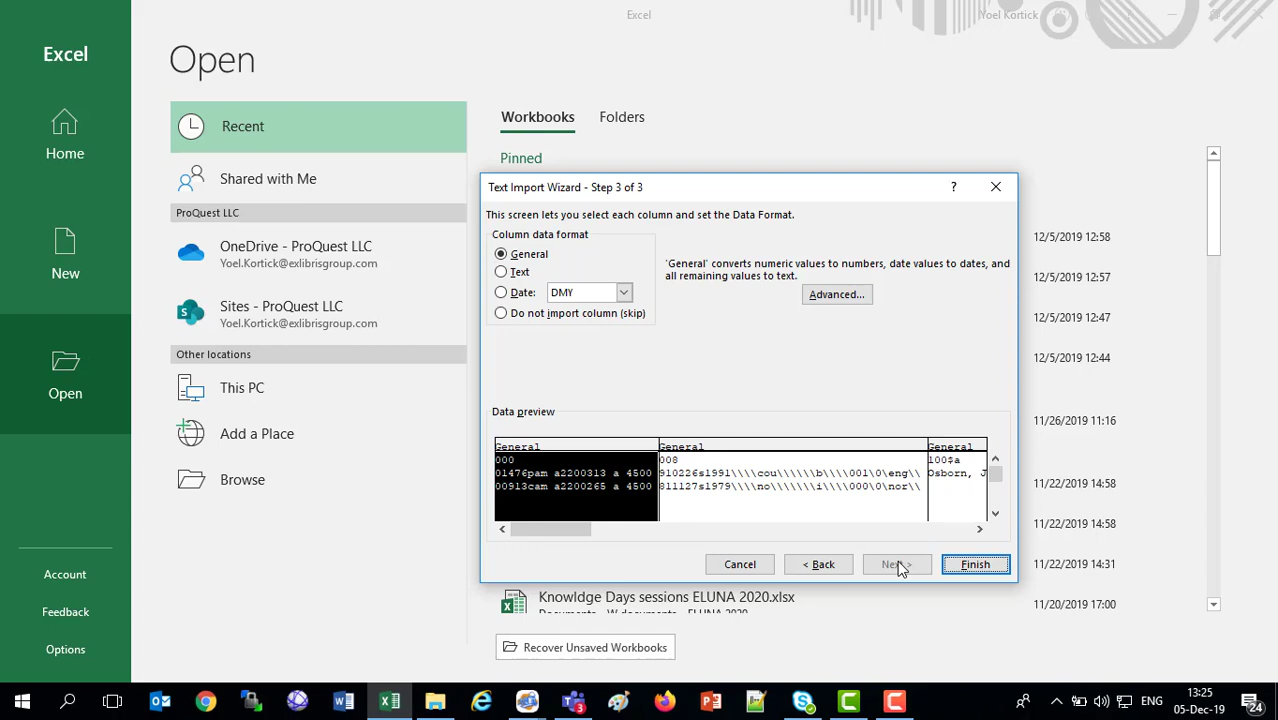 Excel
Yoel Kortick
Excel
Home
New
Open
Account
Feedback
Options
Open
Recent
Shared with Me
ProQuest LLC
OneDrive - ProQuest LLC
Yoel.Kortick@exlibrisgroup.com
Sites - ProQuest LLC
Yoel.Kortick@exlibrisgroup.com
Other locations
This PC
Add a Place
Browse
Workbooks Folders
Pinned
12/5/2019 12:58
12/5/2019 12:57
12/5/2019 12:47
12/5/2019 12:44
11/26/2019 11:16
11/22/2019 14:58
11/22/2019 14:58
11/22/2019 14:31
11/20/2019 17:00
Text Import Wizard - Step 3 of 3 ?
This screen lets you select each column and set the Data Format.
Column data format
General
Text
Date: DMY
Do not import column (skip)
'General' converts numeric values to numbers, date values to dates, and
all remaining values to text.
Advanced...
Data preview
General General General
000 008 100$a
01476pam a2200313 a 4500 910226s1991\\\\cou\\\\\\b\\\\001\0\eng\\ Osborn, J
00913cam a2200265 a 4500 811127s1979\\\\no\\\\\\\i\\\\000\0\nor\\
Cancel < Back Next > Finish
Knowldge Days sessions ELUNA 2020.xlsx
Recover Unsaved Workbooks
ENG 13:25
05-Dec-19 24